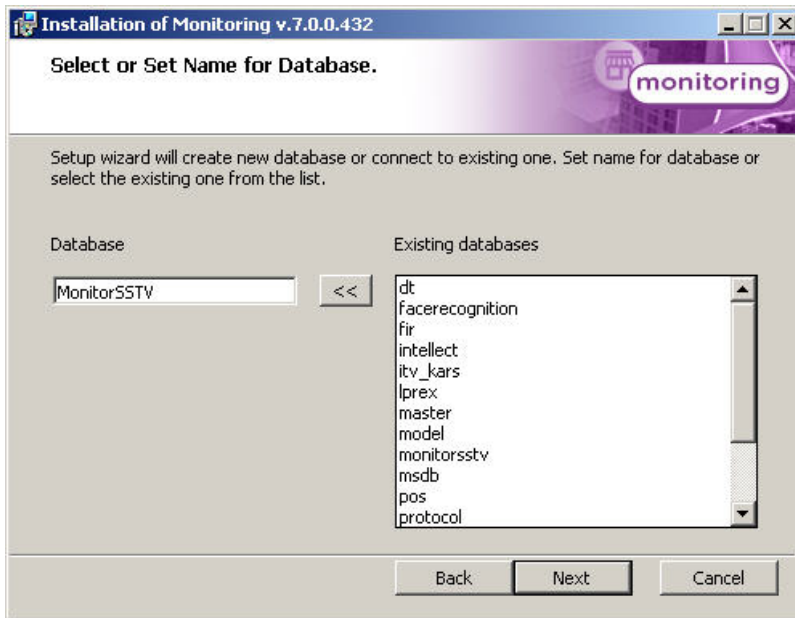 Installation of Monitoring v.7.0.0.432
Select or Set Name for Database.
monitoring
Setup wizard will create new database or connect to existing one. Set name for database or
select the existing one from the list.
Database
Existing databases
MonitorSSTV
<<
dt
facerecognition
fir
intellect
itv_kars
lprex
master
model
monitorsstv
msdb
pos
protocol
Back
Next
Cancel